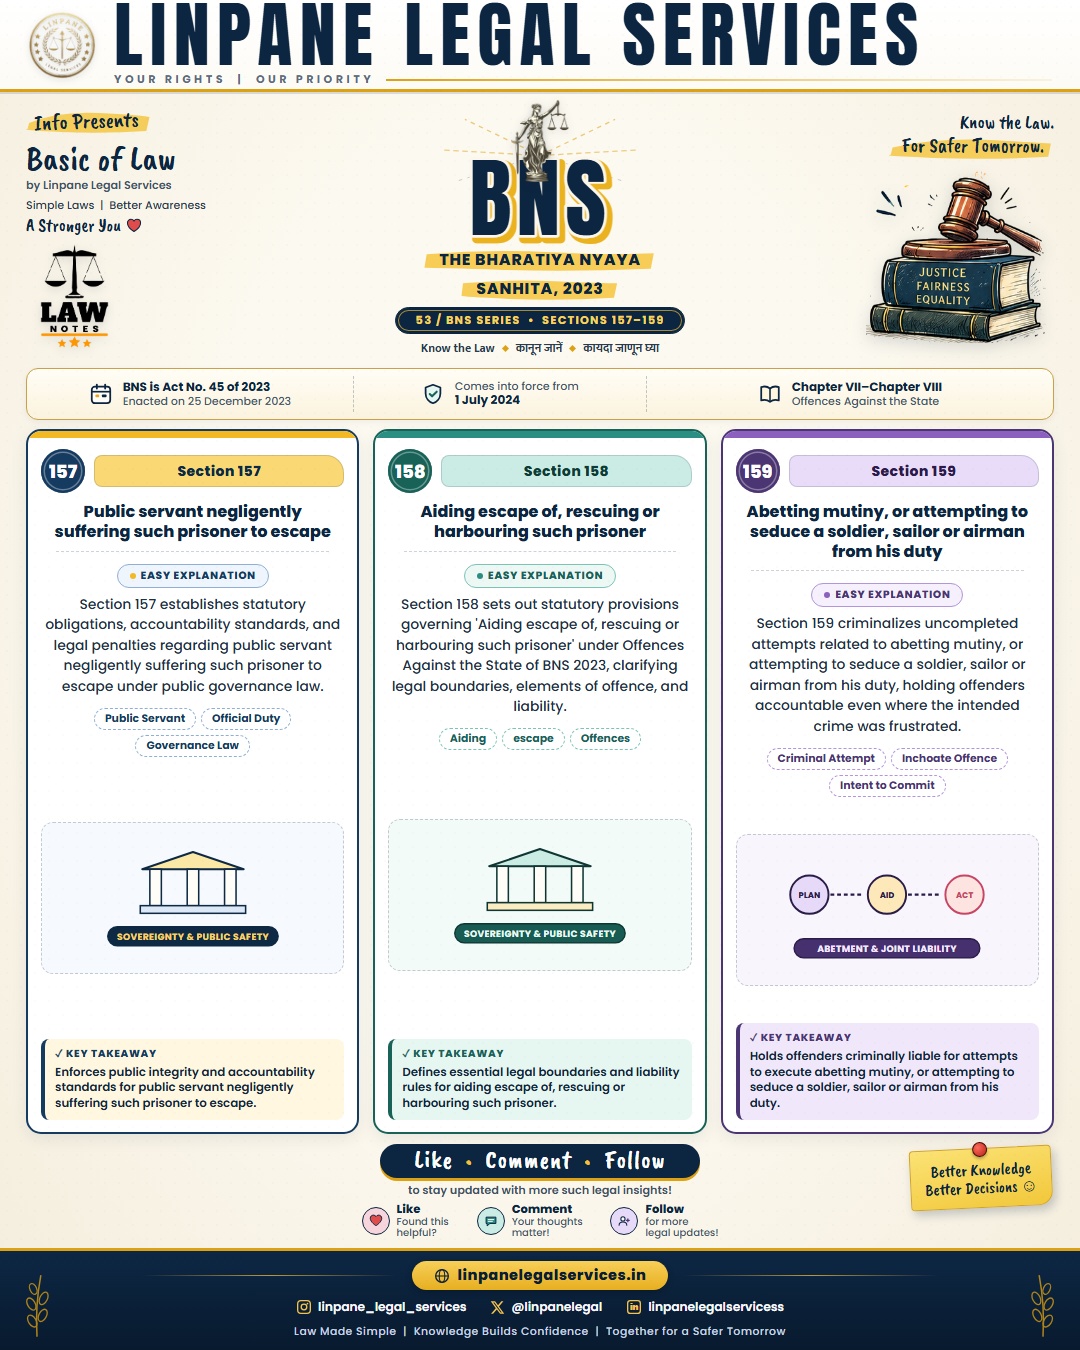 LINPANE LEGAL SERVICES
YOUR RIGHTS | OUR PRIORITY
Info Presents
Basic of Law
by Linpane Legal Services
Simple Laws | Better Awareness
A Stronger You
LAW
NOTES
BNS
THE BHARATIYA NYAYA
SANHITA, 2023
53 / BNS SERIES • SECTIONS 157–159
Know the Law ◆ कानून जानें ◆ कायदा जाणून घ्या
Know the Law.
For Safer Tomorrow.
JUSTICE
FAIRNESS
EQUALITY
BNS is Act No. 45 of 2023
Enacted on 25 December 2023
Comes into force from
1 July 2024
Chapter VII–Chapter VIII
Offences Against the State
157
Section 157
Public servant negligently
suffering such prisoner to escape
EASY EXPLANATION
Section 157 establishes statutory
obligations, accountability standards, and
legal penalties regarding public servant
negligently suffering such prisoner to
escape under public governance law.
Public Servant
Official Duty
Governance Law
SOVEREIGNTY & PUBLIC SAFETY
✓ KEY TAKEAWAY
Enforces public integrity and accountability
standards for public servant negligently
suffering such prisoner to escape.
158
Section 158
Aiding escape of, rescuing or
harbouring such prisoner
EASY EXPLANATION
Section 158 sets out statutory provisions
governing 'Aiding escape of, rescuing or
harbouring such prisoner' under Offences
Against the State of BNS 2023, clarifying
legal boundaries, elements of offence, and
liability.
Aiding
escape
Offences
SOVEREIGNTY & PUBLIC SAFETY
✓ KEY TAKEAWAY
Defines essential legal boundaries and liability
rules for aiding escape of, rescuing or
harbouring such prisoner.
159
Section 159
Abetting mutiny, or attempting to
seduce a soldier, sailor or airman
from his duty
EASY EXPLANATION
Section 159 criminalizes uncompleted
attempts related to abetting mutiny, or
attempting to seduce a soldier, sailor or
airman from his duty, holding offenders
accountable even where the intended
crime was frustrated.
Criminal Attempt
Inchoate Offence
Intent to Commit
PLAN
AID
ACT
ABETMENT & JOINT LIABILITY
✓ KEY TAKEAWAY
Holds offenders criminally liable for attempts
to execute abetting mutiny, or attempting to
seduce a soldier, sailor or airman from his
duty.
Like • Comment • Follow
to stay updated with more such legal insights!
Like
Found this
helpful?
Comment
Your thoughts
matter!
Follow
for more
legal updates!
Better Knowledge
Better Decisions ☺
linpanelegalservices.in
linpane_legal_services
@linpanelegal
linpanelegalservicess
Law Made Simple | Knowledge Builds Confidence | Together for a Safer Tomorrow